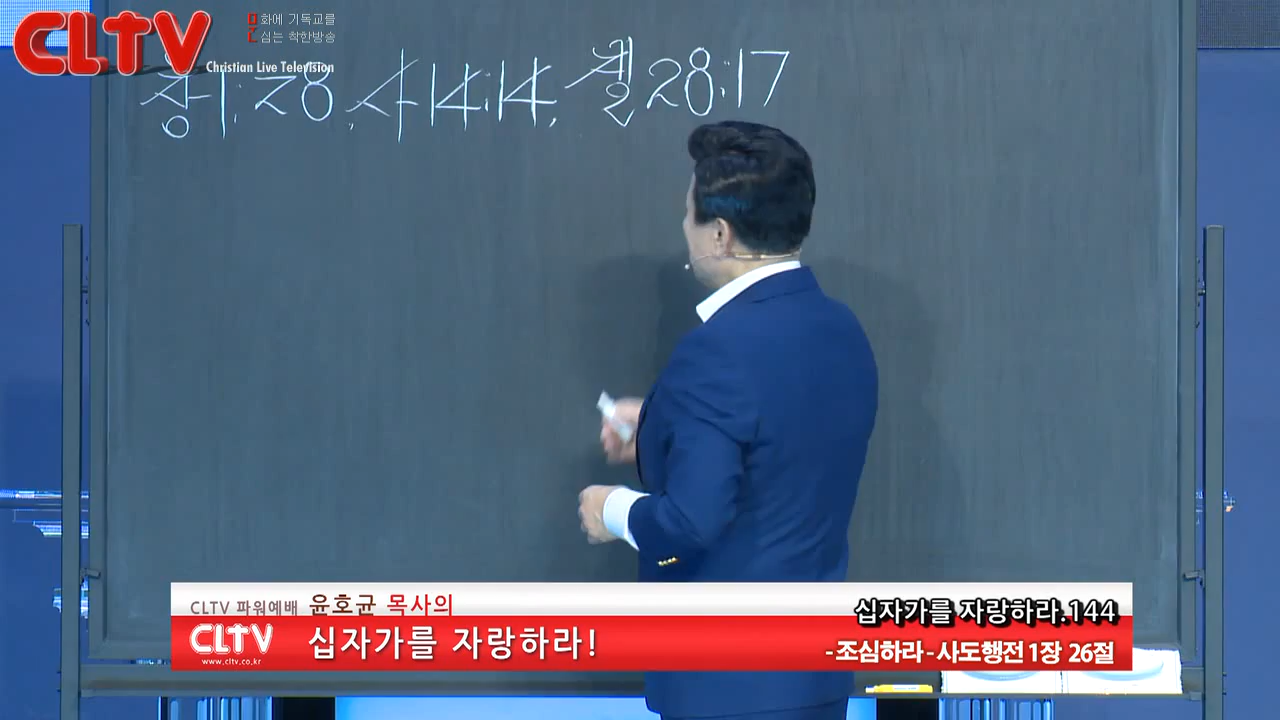 CLTV
문화에 기독교를
심는 착한방송
Christian Live Television
창1:28, 사14:14, 겔28:17
CLTV 파워예배 윤호균 목사의
십자가를 자랑하라.144
CLTV
www.cltv.co.kr
십자가를 자랑하라!
-조심하라-사도행전 1장 26절